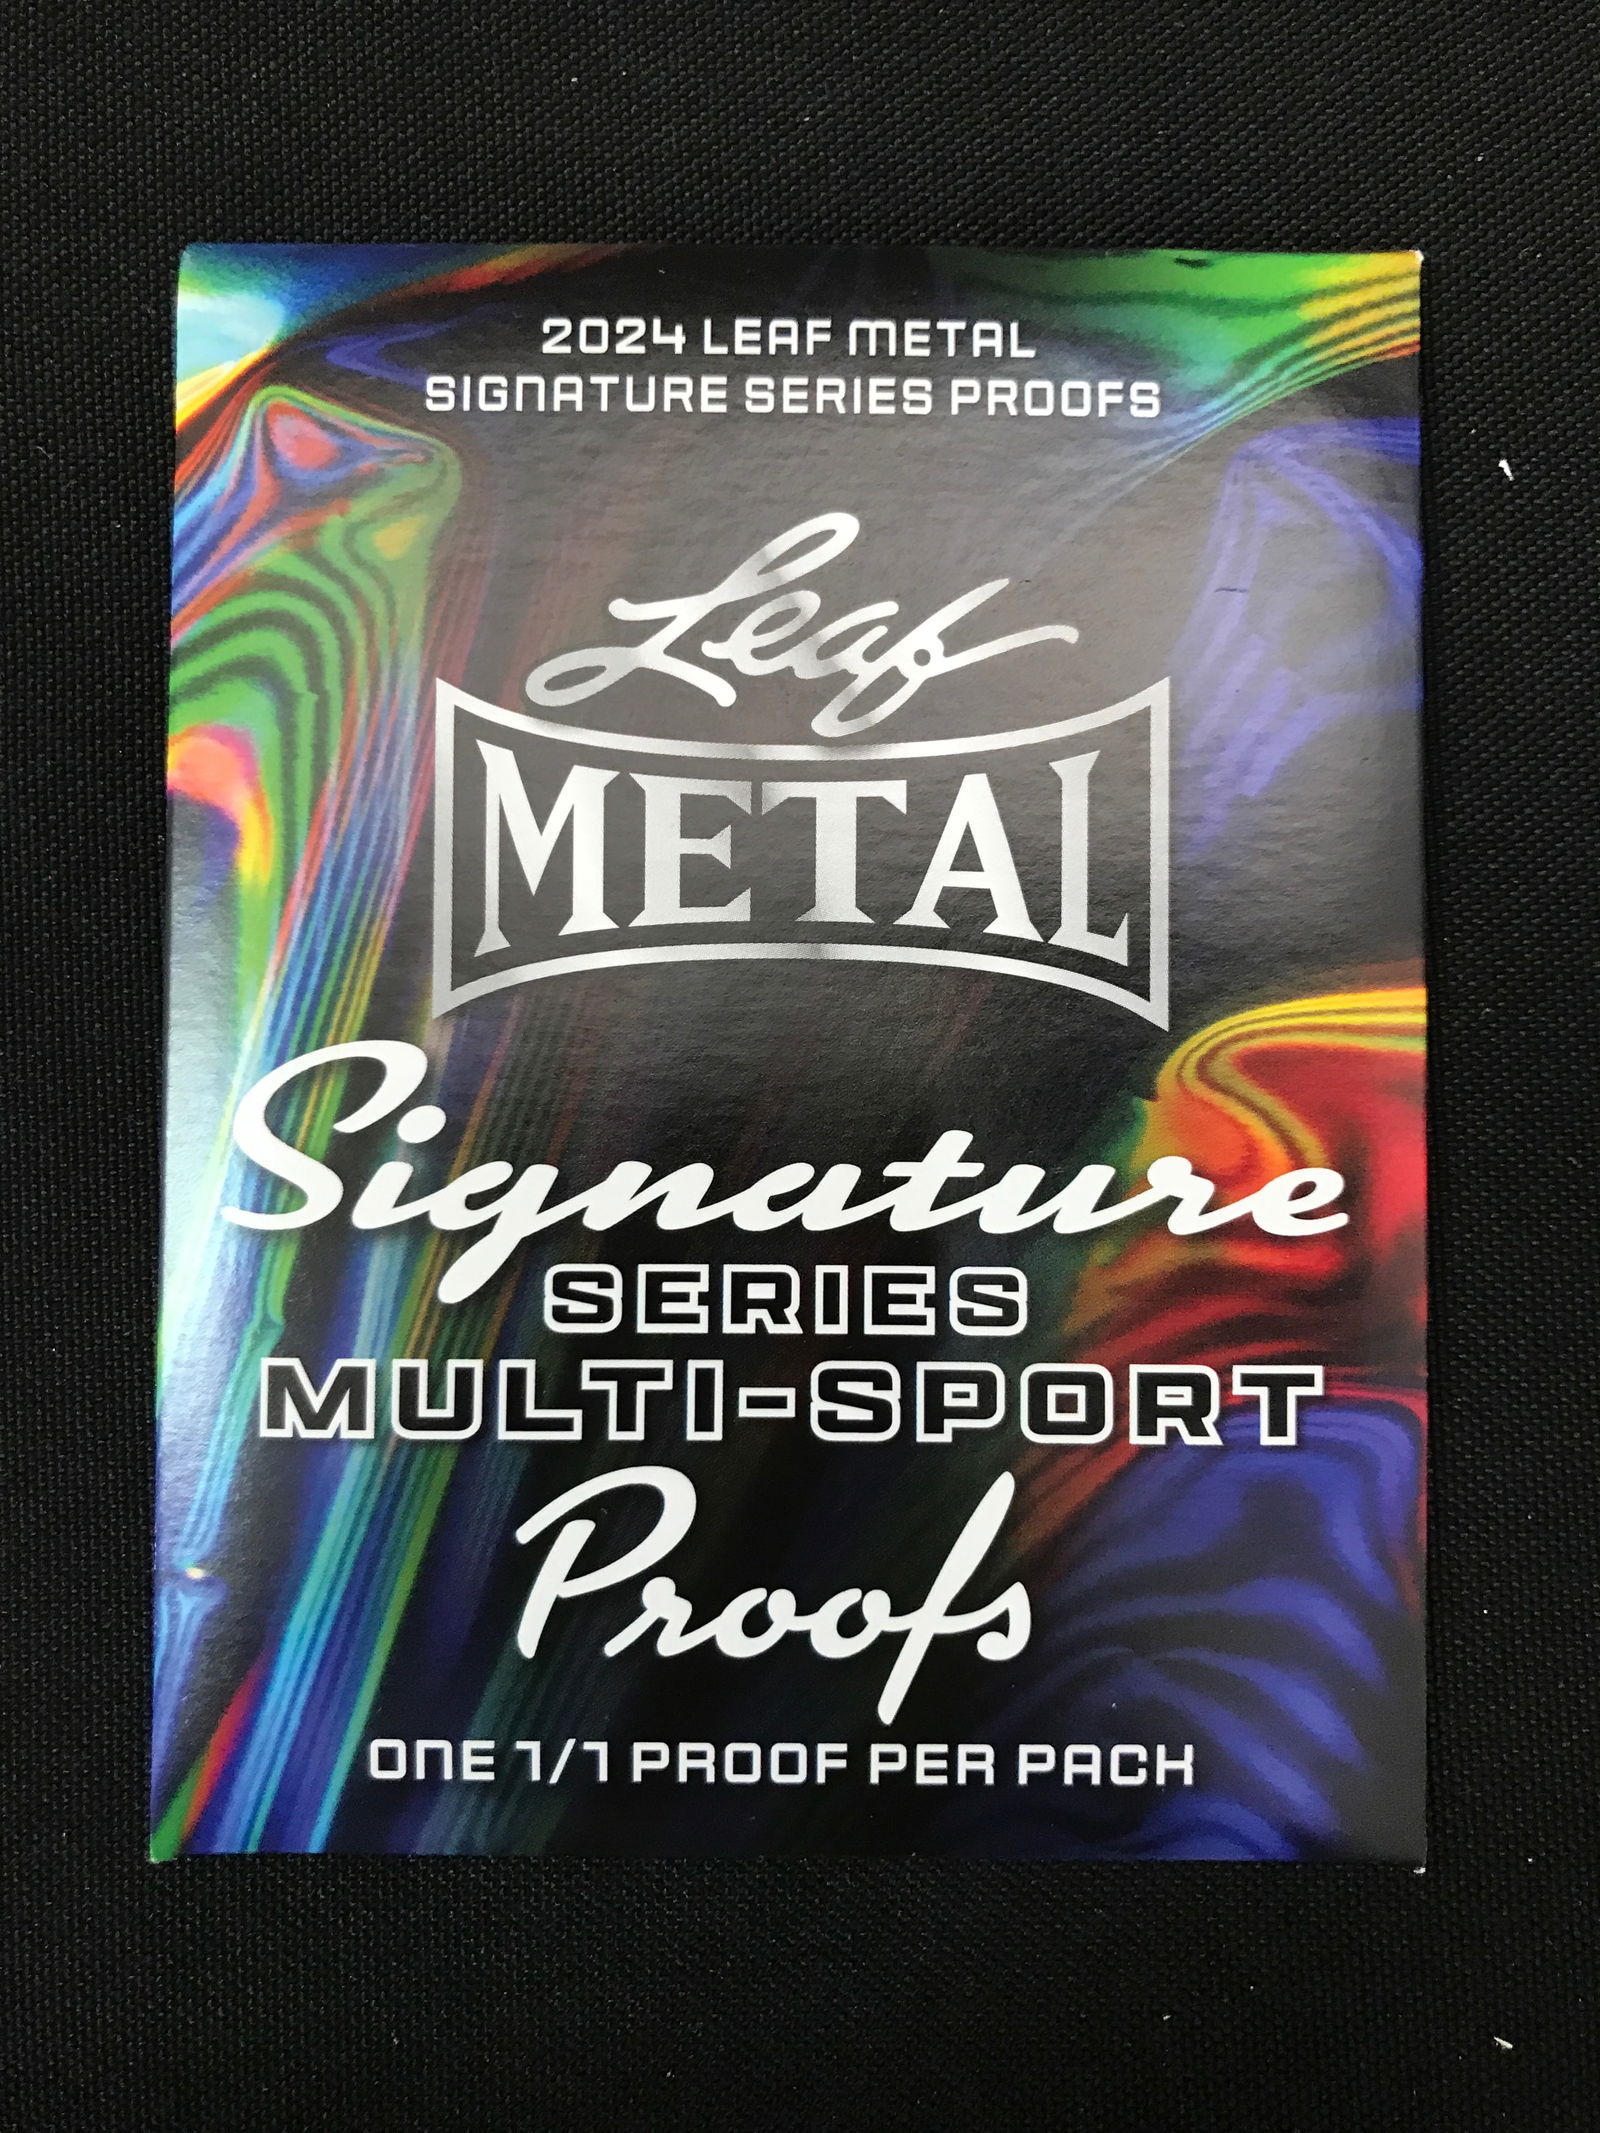 2024 LEAF METAL
SIGNATURE SERIES PROOFS
Leaf
METAL
Signature
SERIES
MULTI-SPORT
Proofs
ONE 1/1 PROOF PER PACK